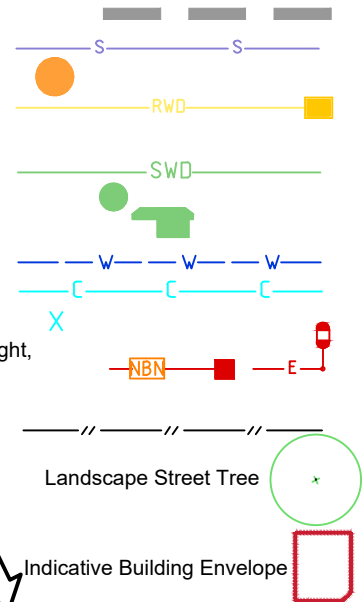 S S
RWD
SWD
W W W
C C C
X
ght,
NBN E
Landscape Street Tree
Indicative Building Envelope